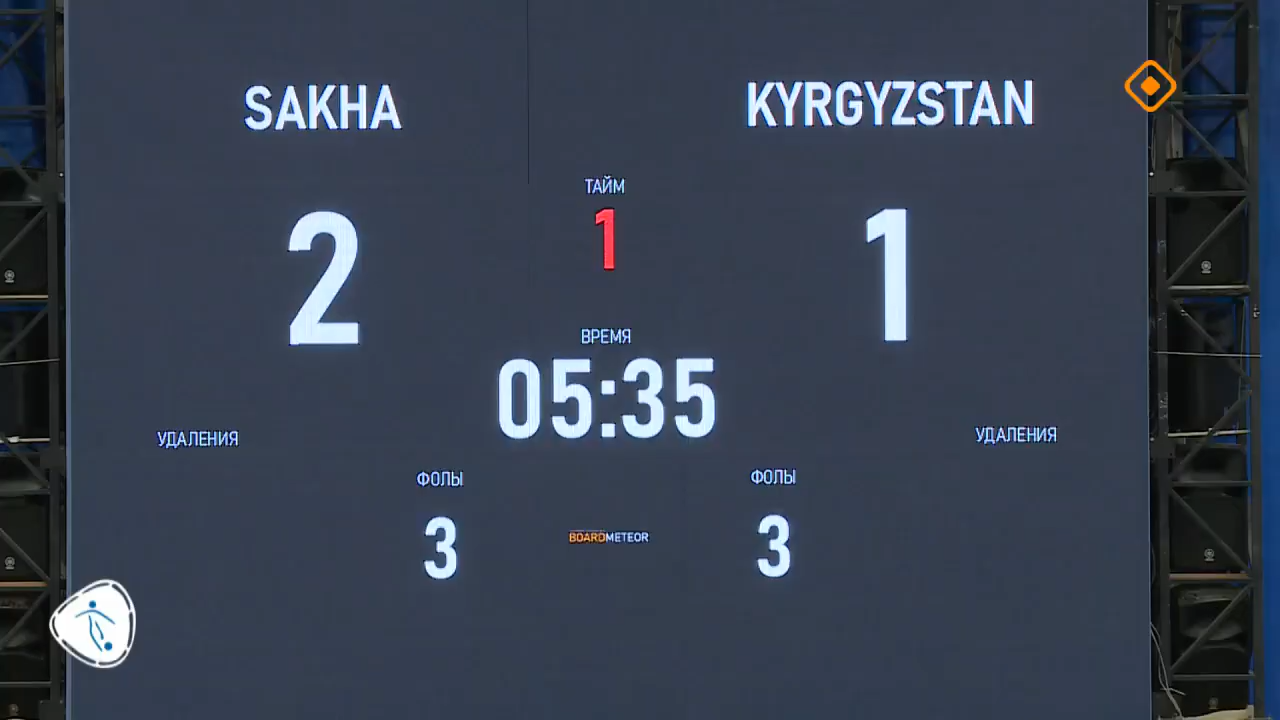 SAKHA
KYRGYZSTAN
ТАЙМ
2
1
1
ВРЕМЯ
05:35
УДАЛЕНИЯ
УДАЛЕНИЯ
ФОЛЫ
ФОЛЫ
3
3
BOARDMETEOR